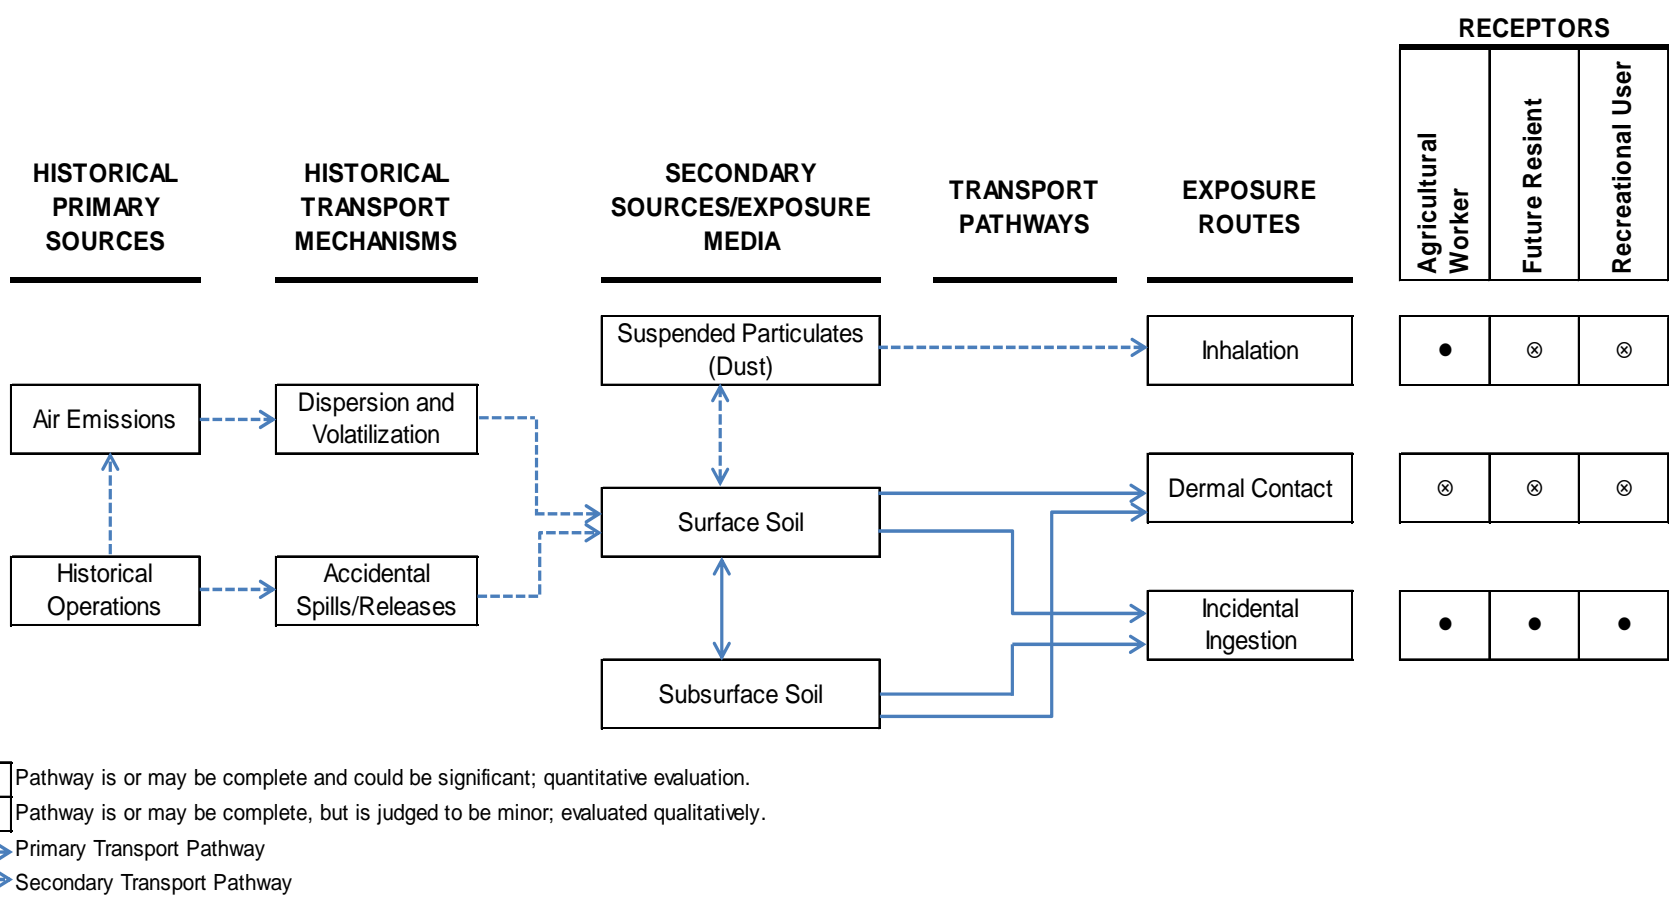 RECEPTORS
Agricultural
Worker
Future Resient
Recreational User
HISTORICAL
PRIMARY
SOURCES
HISTORICAL
TRANSPORT
MECHANISMS
SECONDARY
SOURCES/EXPOSURE
MEDIA
TRANSPORT
PATHWAYS
EXPOSURE
ROUTES
Suspended Particulates
(Dust)
Inhalation
● ⊗ ⊗
Air Emissions
Dispersion and
Volatilization
Dermal Contact
⊗ ⊗ ⊗
Surface Soil
Historical
Operations
Accidental
Spills/Releases
Incidental
Ingestion
● ● ●
Subsurface Soil
Pathway is or may be complete and could be significant; quantitative evaluation.
Pathway is or may be complete, but is judged to be minor; evaluated qualitatively.
Primary Transport Pathway
Secondary Transport Pathway